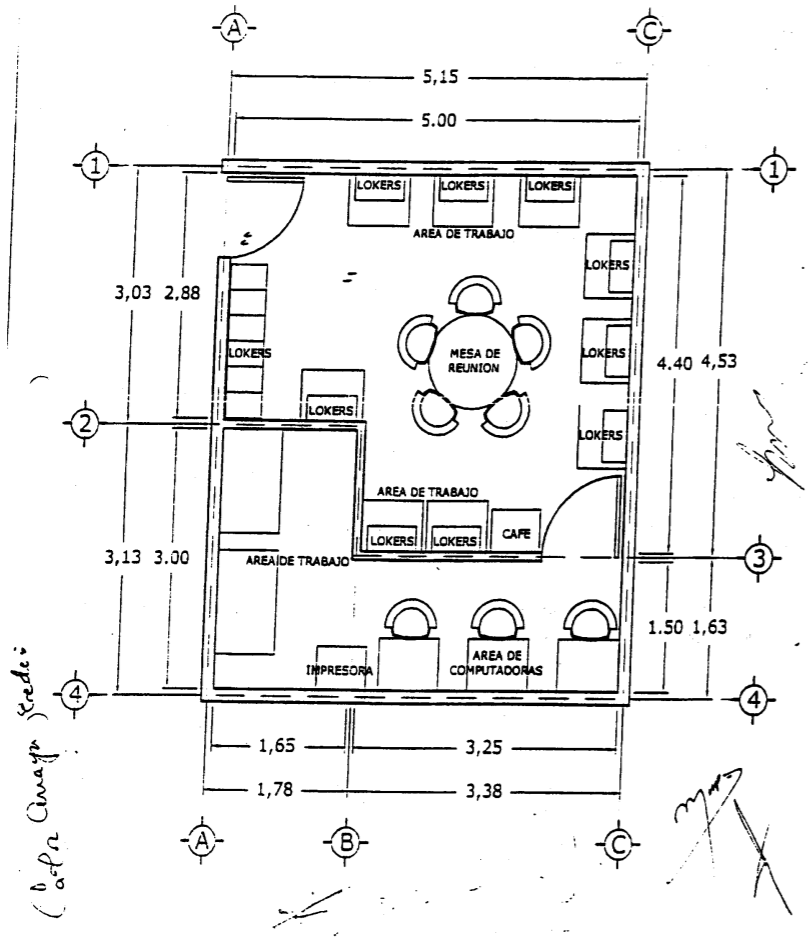 A
C
5,15
5.00
1
1
LOKERS
LOKERS
LOKERS
AREA DE TRABAJO
LOKERS
3,03
2,88
LOKERS
MESA DE
REUNION
LOKERS
4.40
4,53
LOKERS
2
LOKERS
AREA DE TRABAJO
LOKERS
LOKERS
CAFE
3
3,13
3.00
AREA DE TRABAJO
1.50
1,63
IMPRESORA
AREA DE
COMPUTADORAS
4
4
1,65
3,25
1,78
3,38
A
B
C